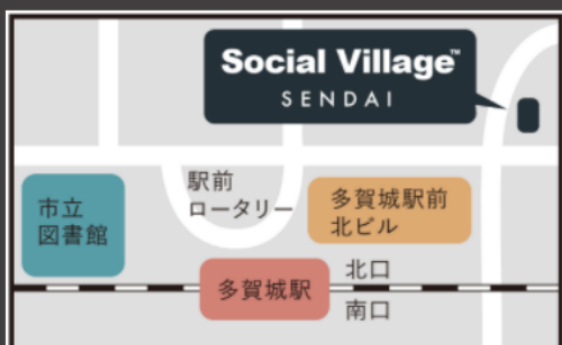 Social Village™
SENDAI
市立
図書館
駅前
ロータリー
多賀城駅前
北ビル
多賀城駅
北口
南口